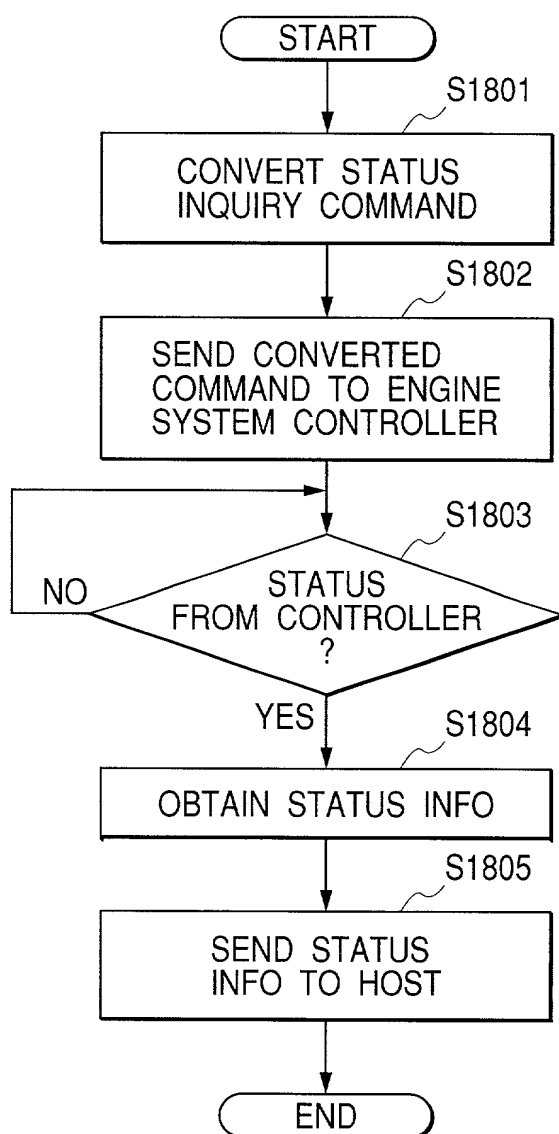 START
S1801
CONVERT STATUS
INQUIRY COMMAND
S1802
SEND CONVERTED
COMMAND TO ENGINE
SYSTEM CONTROLLER
S1803
STATUS
FROM CONTROLLER
?
NO
YES
S1804
OBTAIN STATUS INFO
S1805
SEND STATUS
INFO TO HOST
END